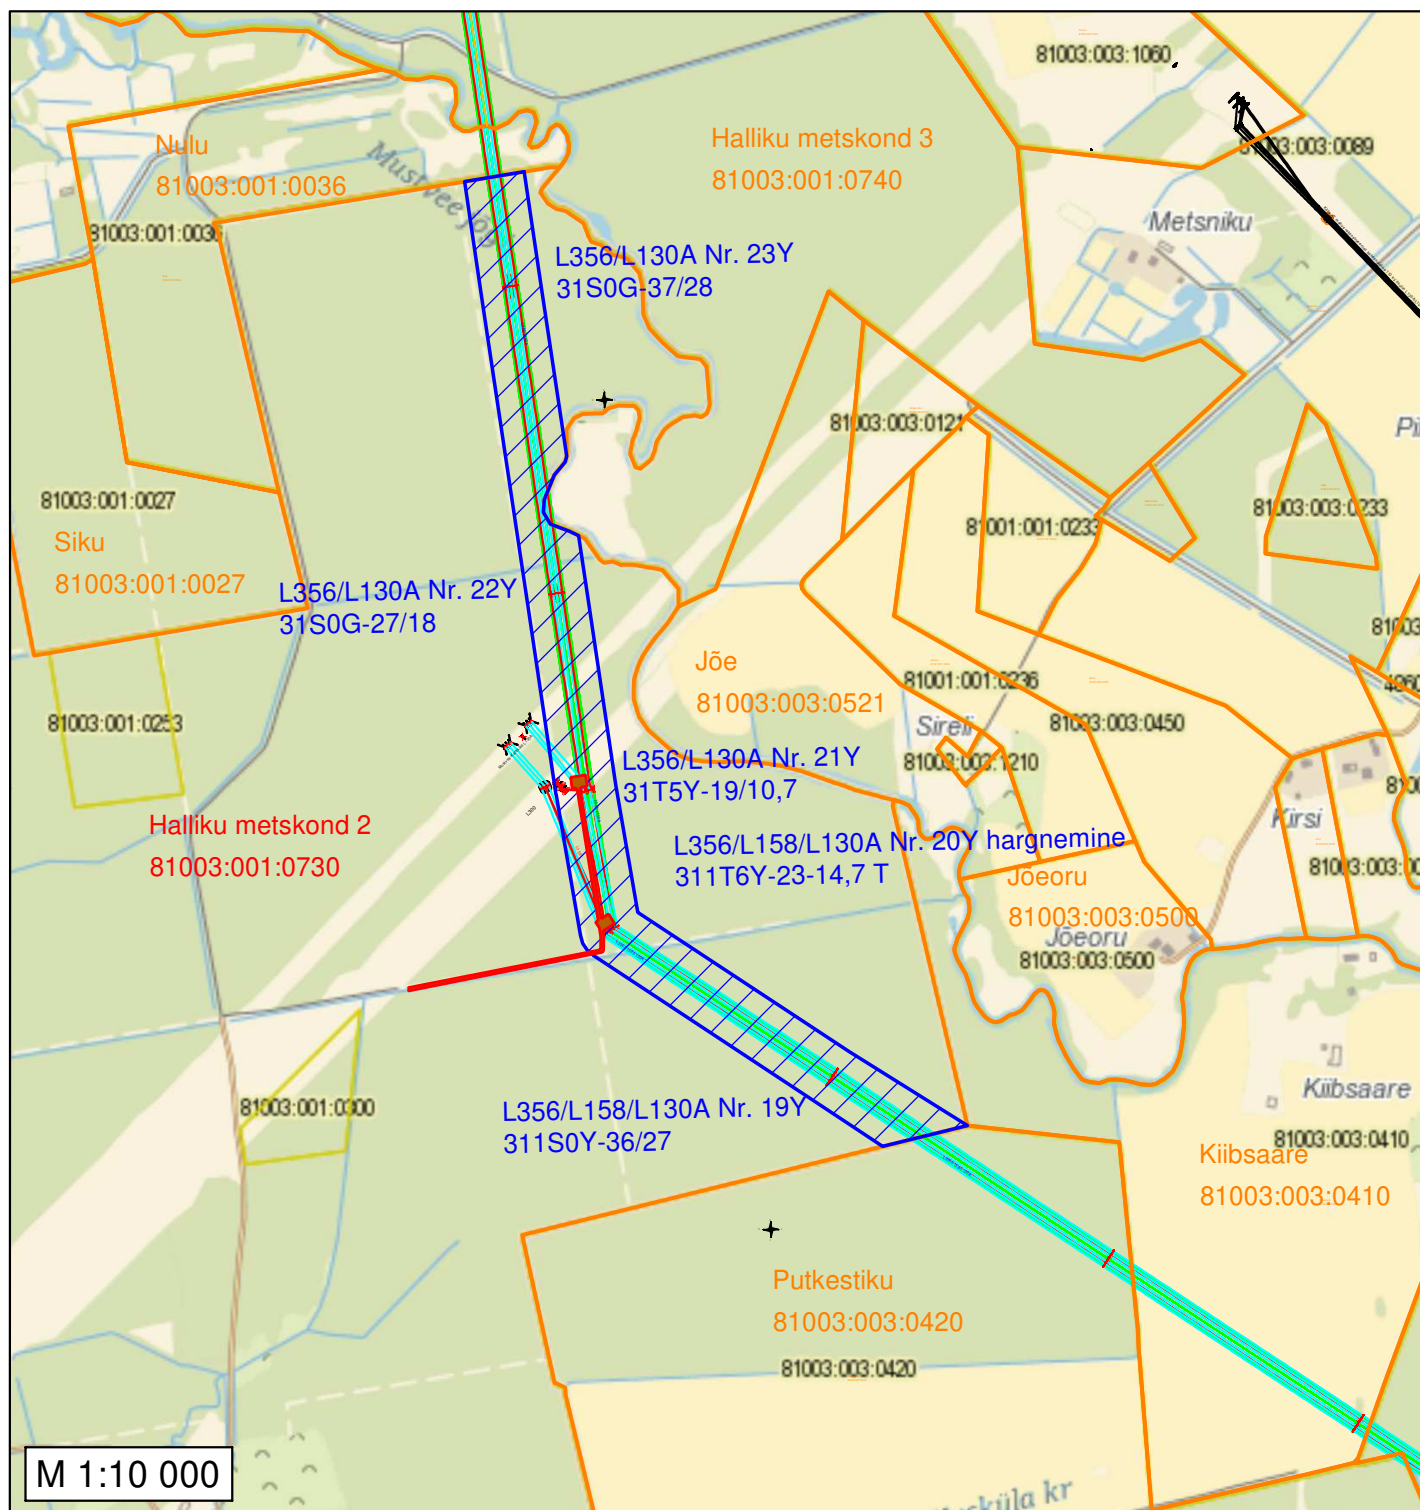 81003:003:1060
Nulu
81003:001:0036
Mustvee jõgi
Halliku metskond 3
81003:001:0740
81003:003:0089
81003:001:0036
Metsniku
L356/L130A Nr. 23Y
31S0G-37/28
81003:003:0121
81003:001:0027
Siku
81003:001:0027
81001:001:0233
81003:003:0233
L356/L130A Nr. 22Y
31S0G-27/18
Jõe
81003:003:0521
81001:001:0236
81003:003:0450
81003:001:0253
Sireli
81003:003:1210
L356/L130A Nr. 21Y
31T5Y-19/10,7
Halliku metskond 2
81003:001:0730
Kirsi
L356/L158/L130A Nr. 20Y hargnemine
311T6Y-23-14,7 T
Jõeoru
81003:003:0500
Jõeoru
81003:003:0500
81003:001:0300
L356/L158/L130A Nr. 19Y
311S0Y-36/27
Kiibsaare
81003:003:0410
Kiibsaare
81003:003:0410
Putkestiku
81003:003:0420
81003:003:0420
M 1:10 000